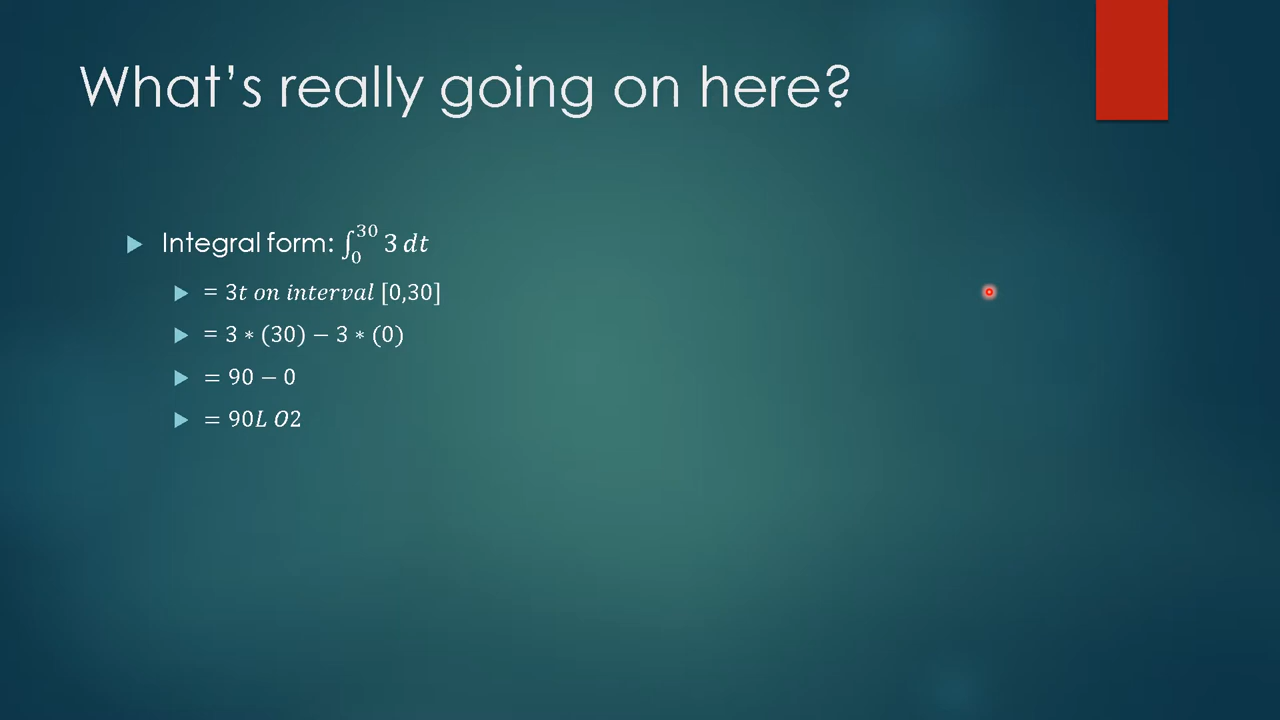 What's really going on here?
Integral form: ∫₀³⁰ 3 dt
= 3t on interval [0,30]
= 3 ∗ (30) − 3 ∗ (0)
= 90 − 0
= 90L O2